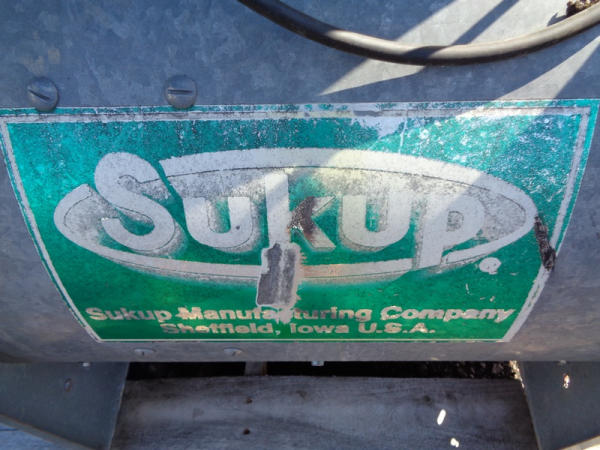 Sukup
Sukup Manufacturing Company
Sheffield, Iowa U.S.A.